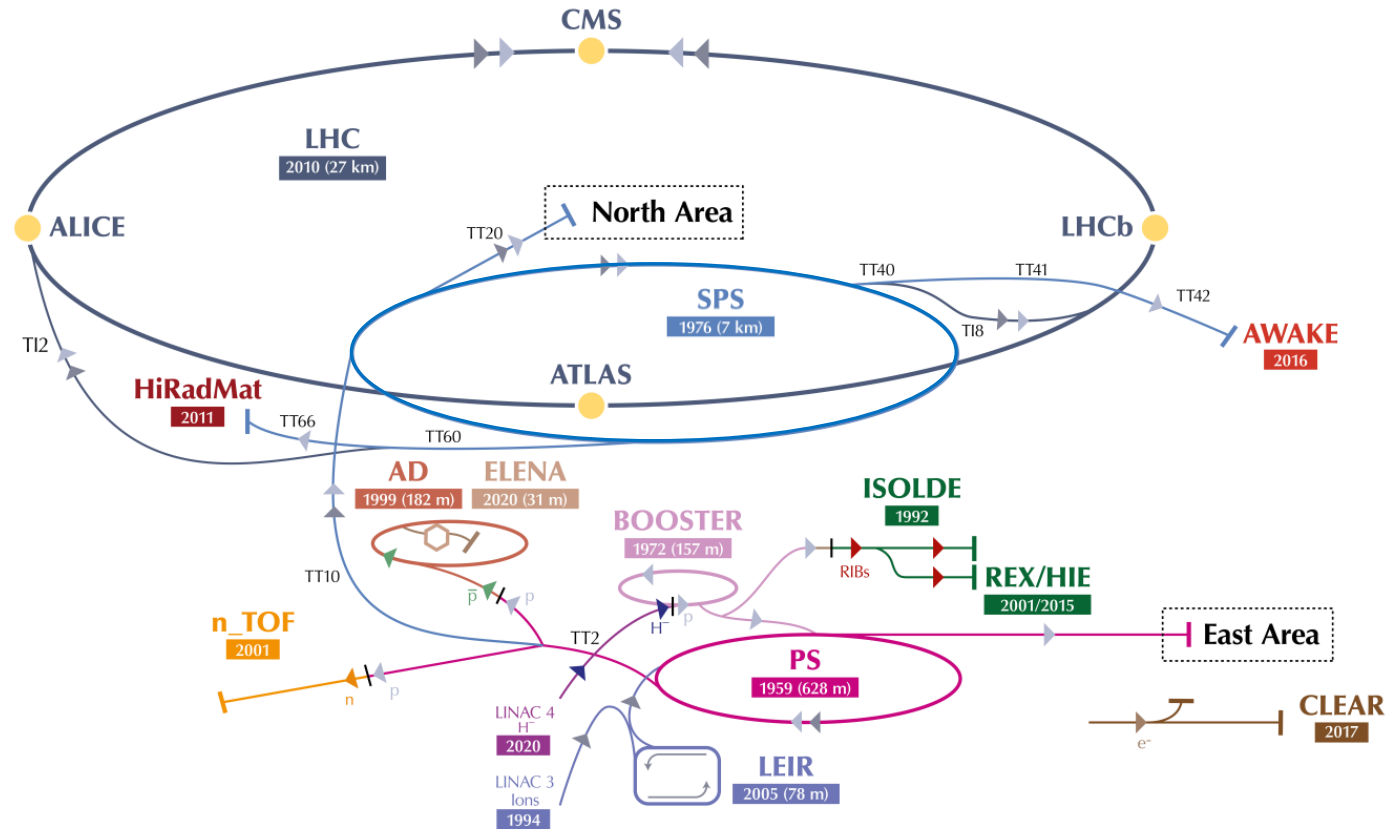 CMS
LHC
2010 (27 km)
North Area
ALICE
LHCb
TT20
TT40
TT41
TT42
SPS
1976 (7 km)
TI8
TI2
AWAKE
2016
ATLAS
HiRadMat
2011
TT66
TT60
AD
1999 (182 m)
ELENA
2020 (31 m)
ISOLDE
1992
BOOSTER
1972 (157 m)
RIBs
REX/HIE
2001/2015
TT10
p̅
p
H⁻
p
n_TOF
2001
TT2
East Area
PS
1959 (628 m)
n
p
LINAC 4
H⁻
2020
CLEAR
2017
e⁻
LINAC 3
Ions
1994
LEIR
2005 (78 m)